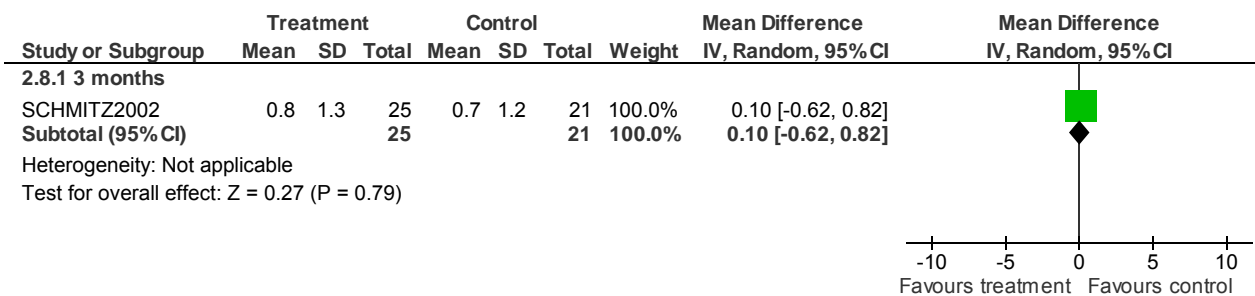 Treatment Control Mean Difference Mean Difference
Study or Subgroup Mean SD Total Mean SD Total Weight IV, Random, 95% CI IV, Random, 95% CI
2.8.1 3 months
SCHMITZ2002 0.8 1.3 25 0.7 1.2 21 100.0% 0.10 [-0.62, 0.82]
Subtotal (95% CI) 25 21 100.0% 0.10 [-0.62, 0.82]
Heterogeneity: Not applicable
Test for overall effect: Z = 0.27 (P = 0.79)
-10 -5 0 5 10
Favours treatment Favours control